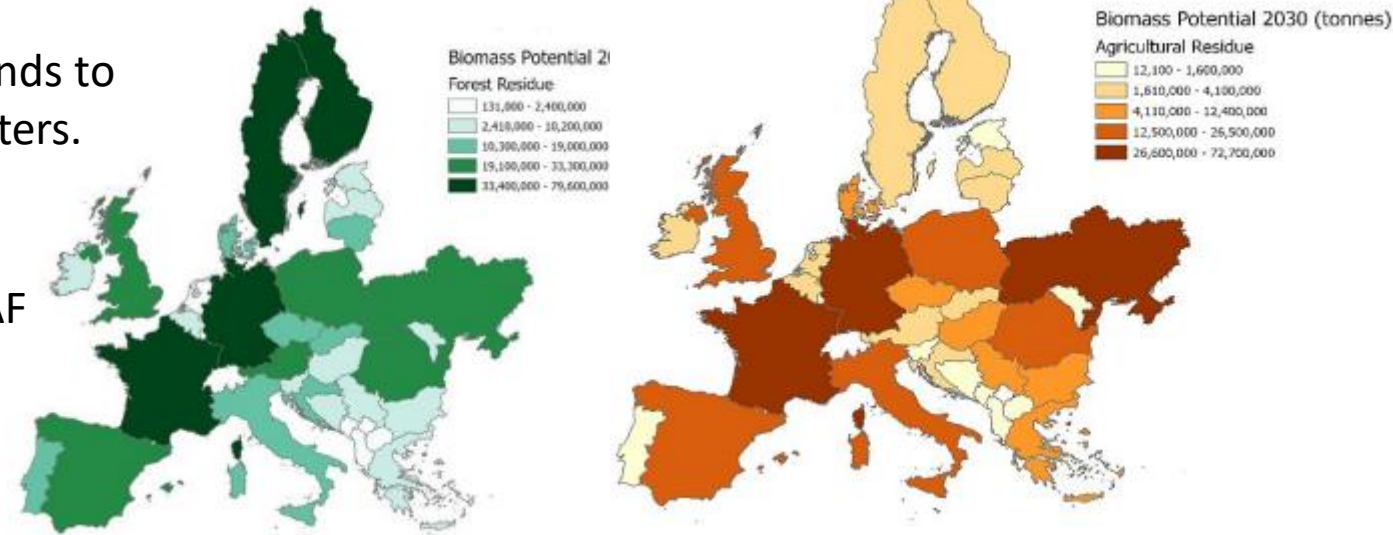 nds to
ters.
AF
Biomass Potential 20
Forest Residue
131,000 - 2,400,000
2,410,000 - 10,200,000
10,300,000 - 19,000,000
19,100,000 - 33,300,000
33,400,000 - 79,600,000
Biomass Potential 2030 (tonnes)
Agricultural Residue
12,100 - 1,600,000
1,610,000 - 4,100,000
4,110,000 - 12,400,000
12,500,000 - 26,500,000
26,600,000 - 72,700,000